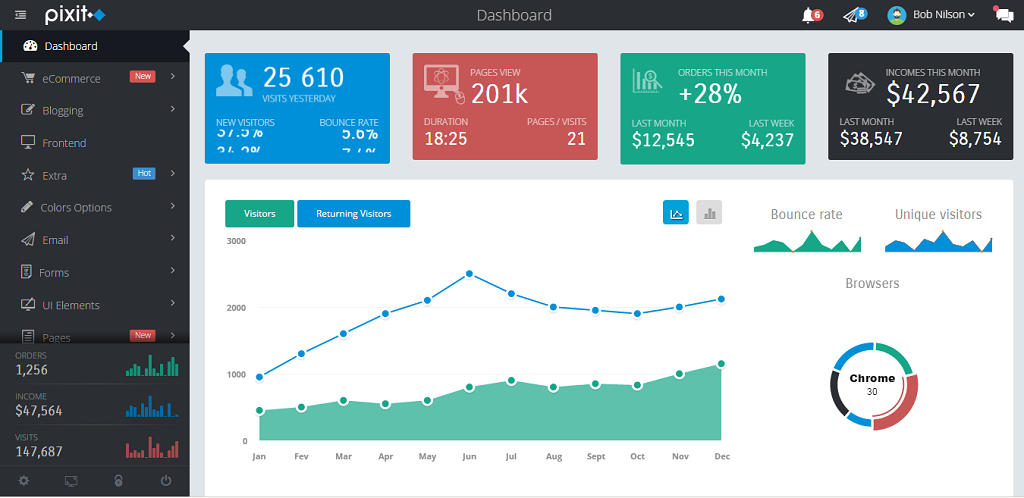 pixit
Dashboard
6
8
Bob Nilson
Dashboard
eCommerce New
Blogging
Frontend
Extra Hot
Colors Options
Email
Forms
UI Elements
Pages New
ORDERS
1,256
INCOME
$47,564
VISITS
147,687
25 610
VISITS YESTERDAY
NEW VISITORS BOUNCE RATE
37.5% 5.6%
PAGES VIEW
201k
DURATION PAGES / VISITS
18:25 21
ORDERS THIS MONTH
+28%
LAST MONTH LAST WEEK
$12,545 $4,237
INCOMES THIS MONTH
$42,567
LAST MONTH LAST WEEK
$38,547 $8,754
Visitors Returning Visitors
3000
2000
1000
0
Jan Fev Mar Apr May Jun Jul Aug Sept Oct Nov Dec
Bounce rate Unique visitors
Browsers
Chrome
30